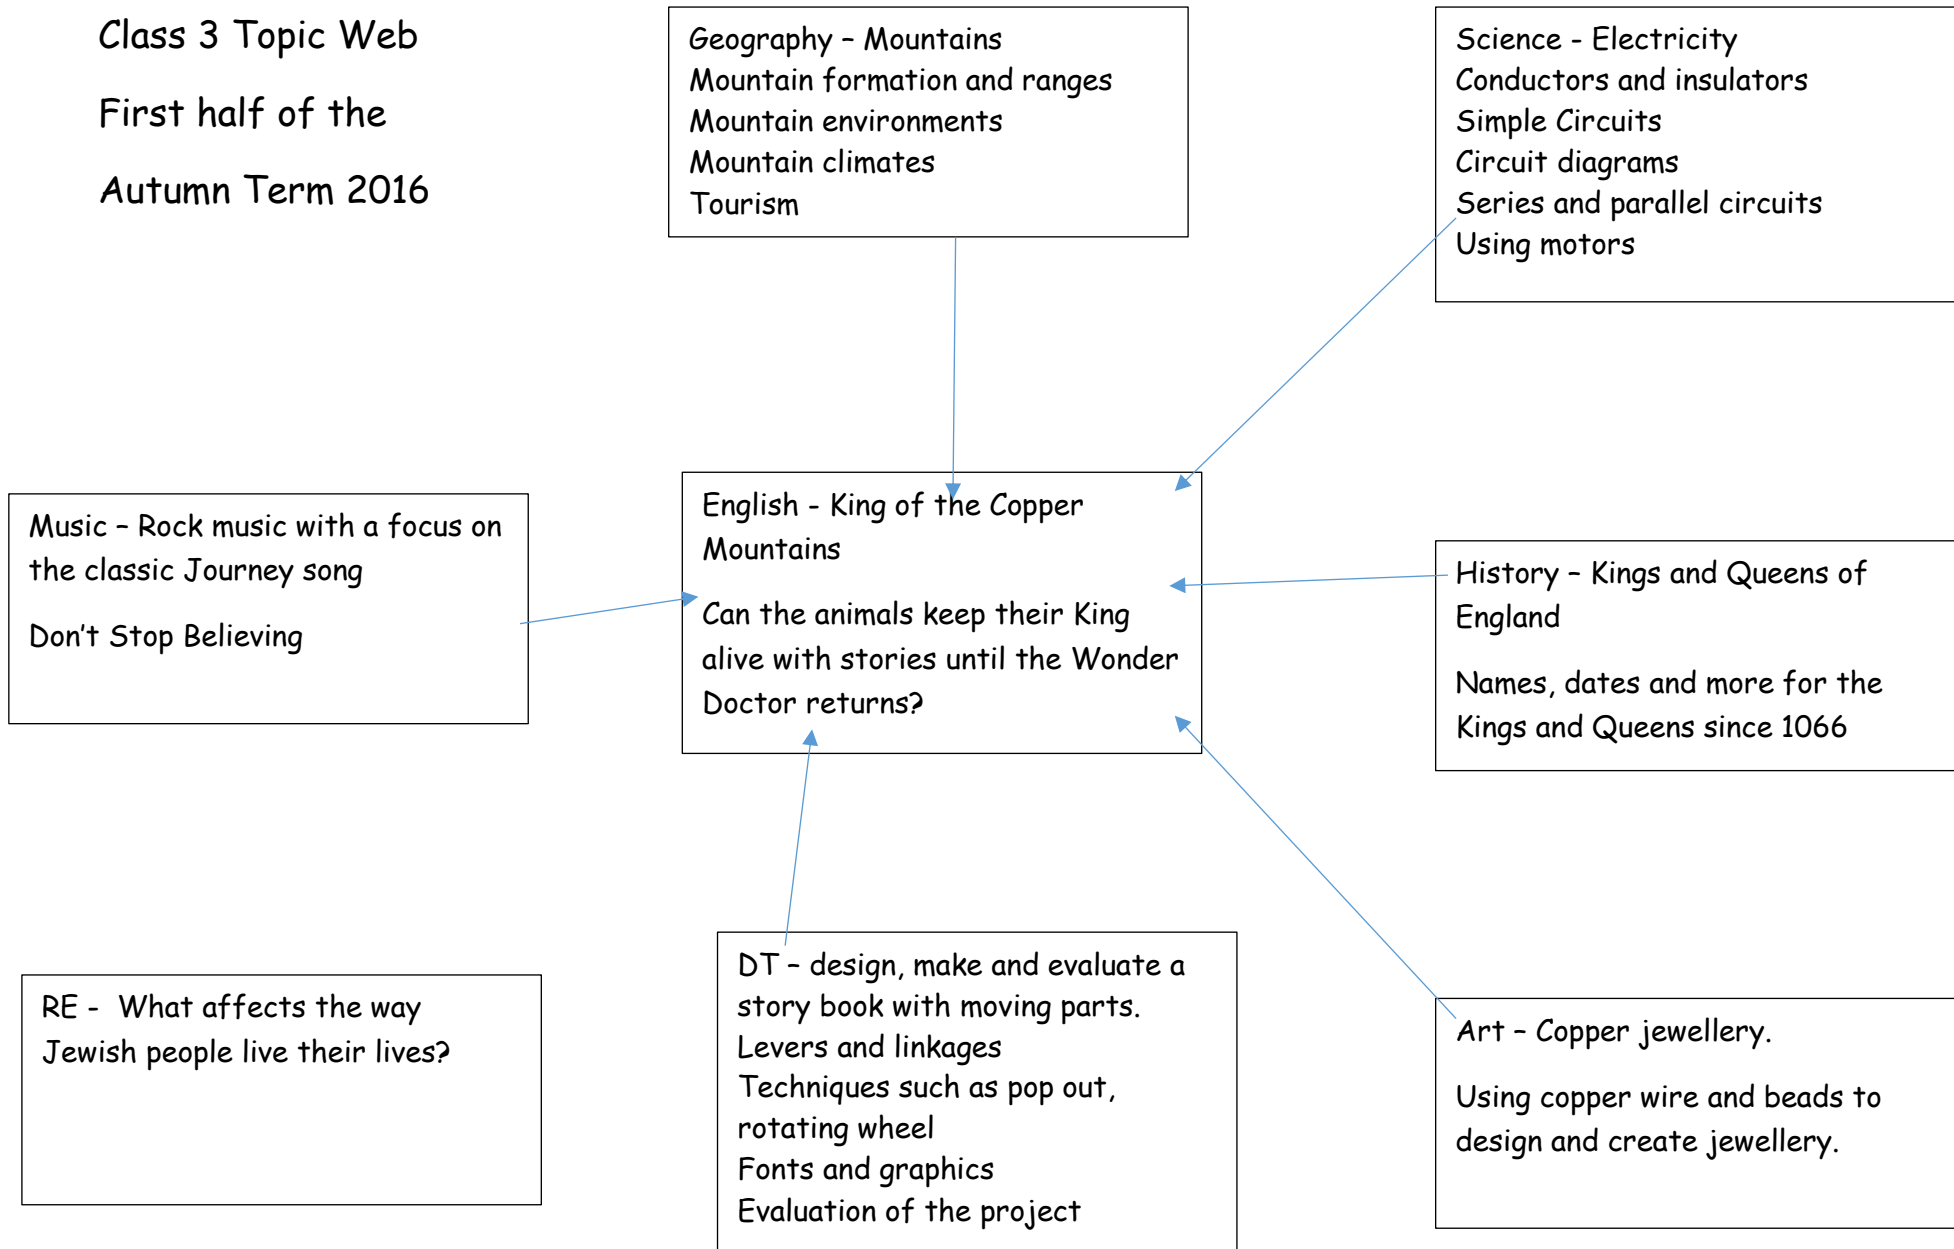 Class 3 Topic Web
First half of the
Autumn Term 2016
Geography – Mountains
Mountain formation and ranges
Mountain environments
Mountain climates
Tourism
Science - Electricity
Conductors and insulators
Simple Circuits
Circuit diagrams
Series and parallel circuits
Using motors
Music – Rock music with a focus on
the classic Journey song
Don't Stop Believing
English - King of the Copper
Mountains
Can the animals keep their King
alive with stories until the Wonder
Doctor returns?
History – Kings and Queens of
England
Names, dates and more for the
Kings and Queens since 1066
RE -  What affects the way
Jewish people live their lives?
DT – design, make and evaluate a
story book with moving parts.
Levers and linkages
Techniques such as pop out,
rotating wheel
Fonts and graphics
Evaluation of the project
Art – Copper jewellery.
Using copper wire and beads to
design and create jewellery.